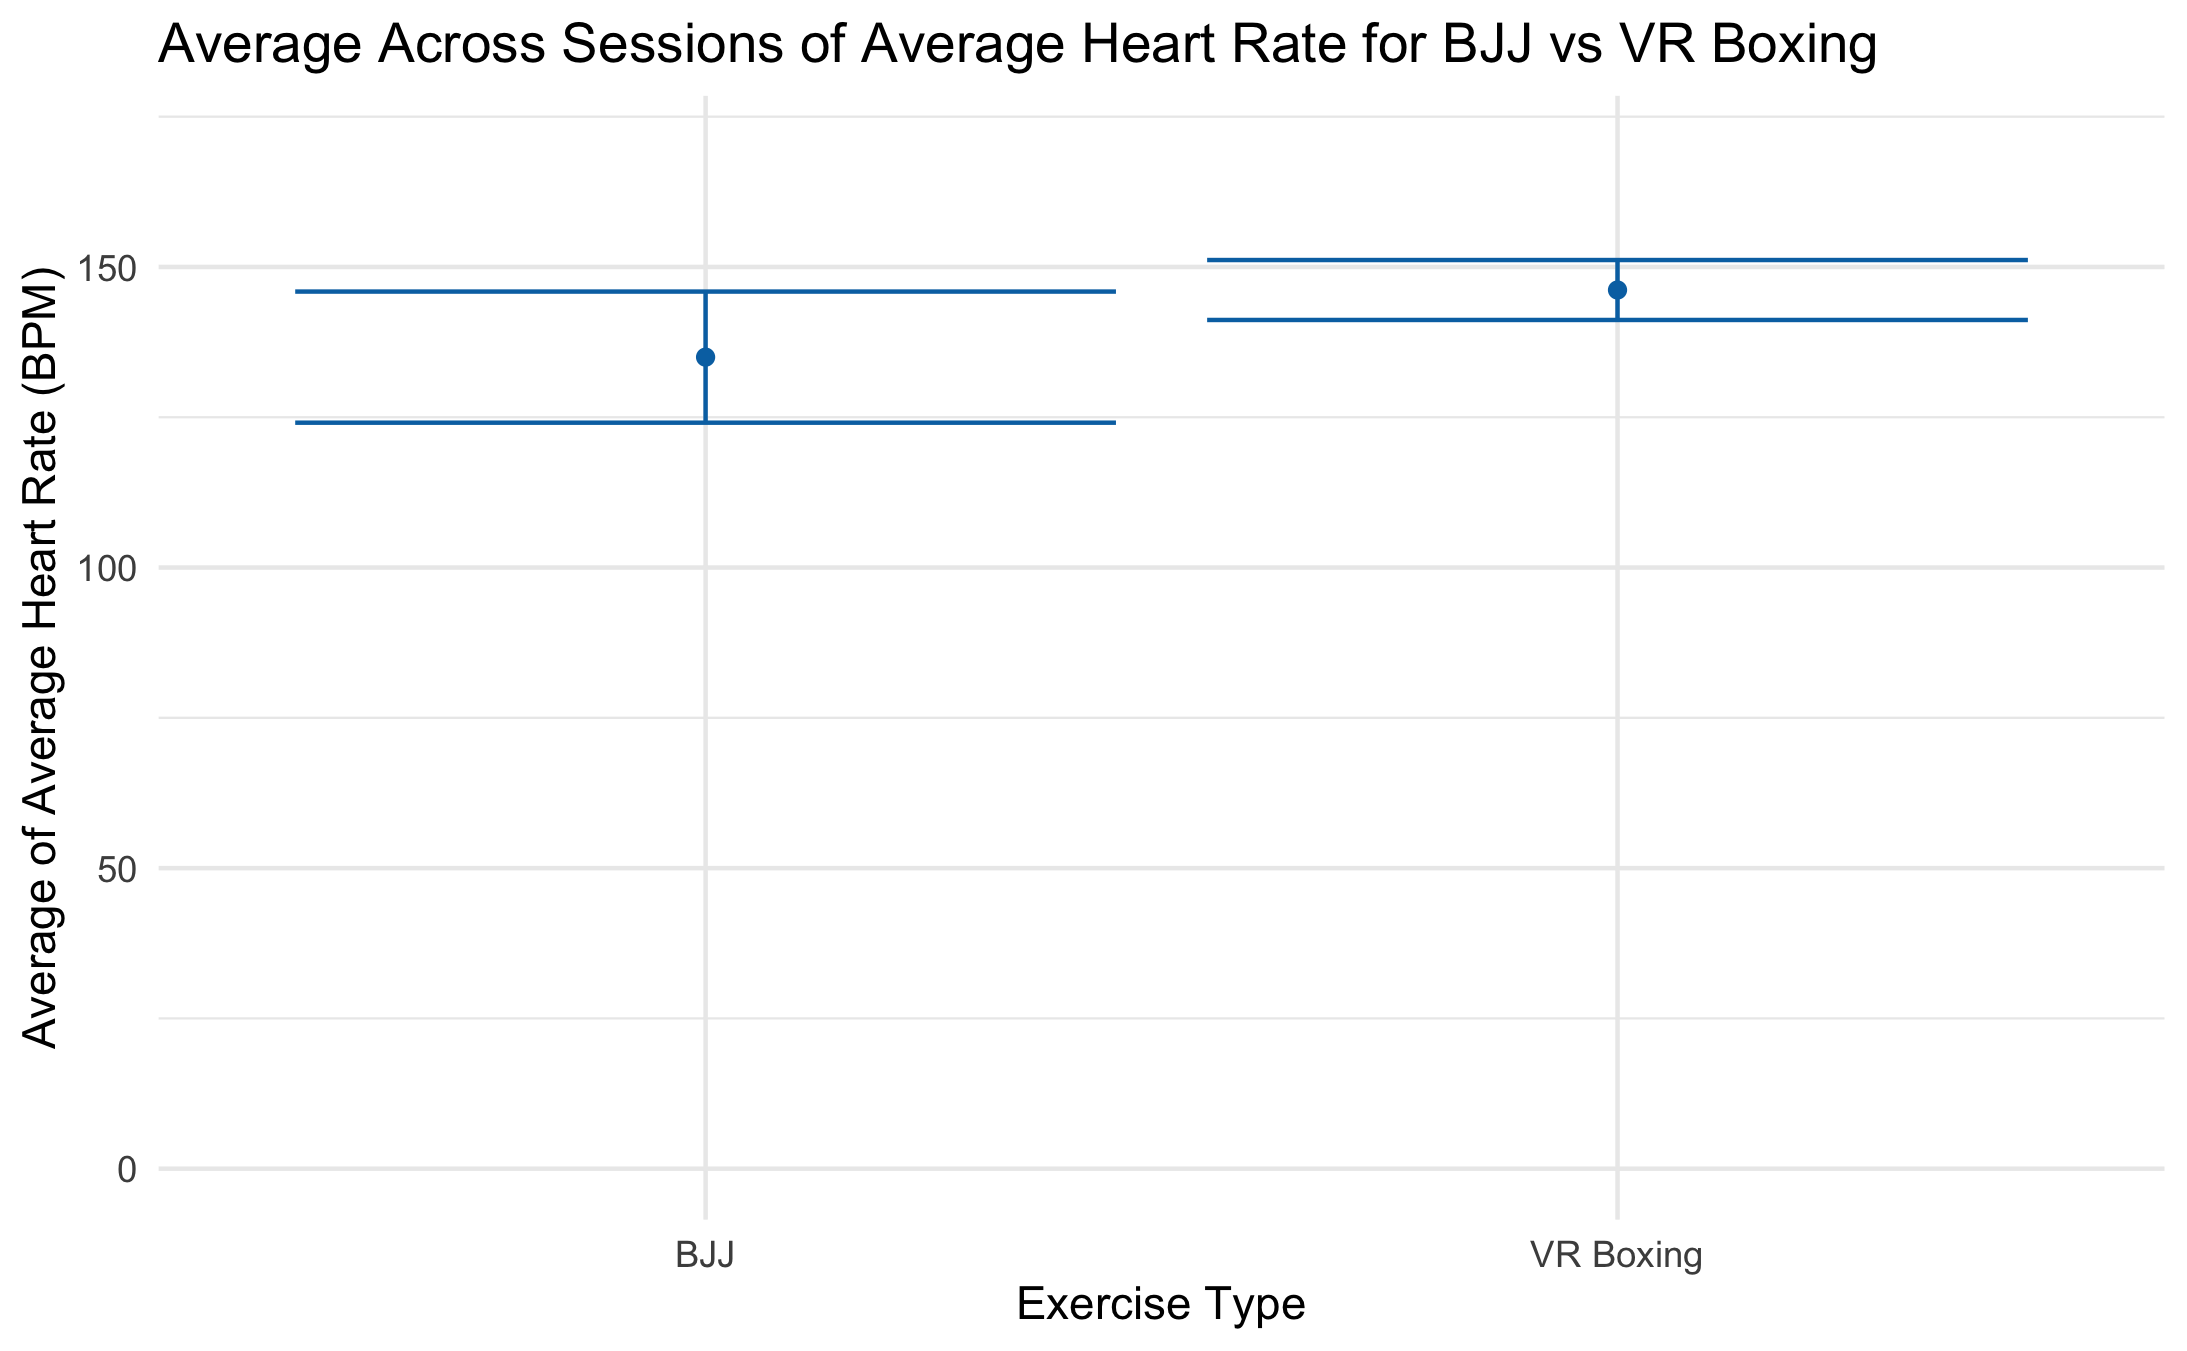 Average Across Sessions of Average Heart Rate for BJJ vs VR Boxing
Average of Average Heart Rate (BPM)
150
100
50
0
BJJ
VR Boxing
Exercise Type